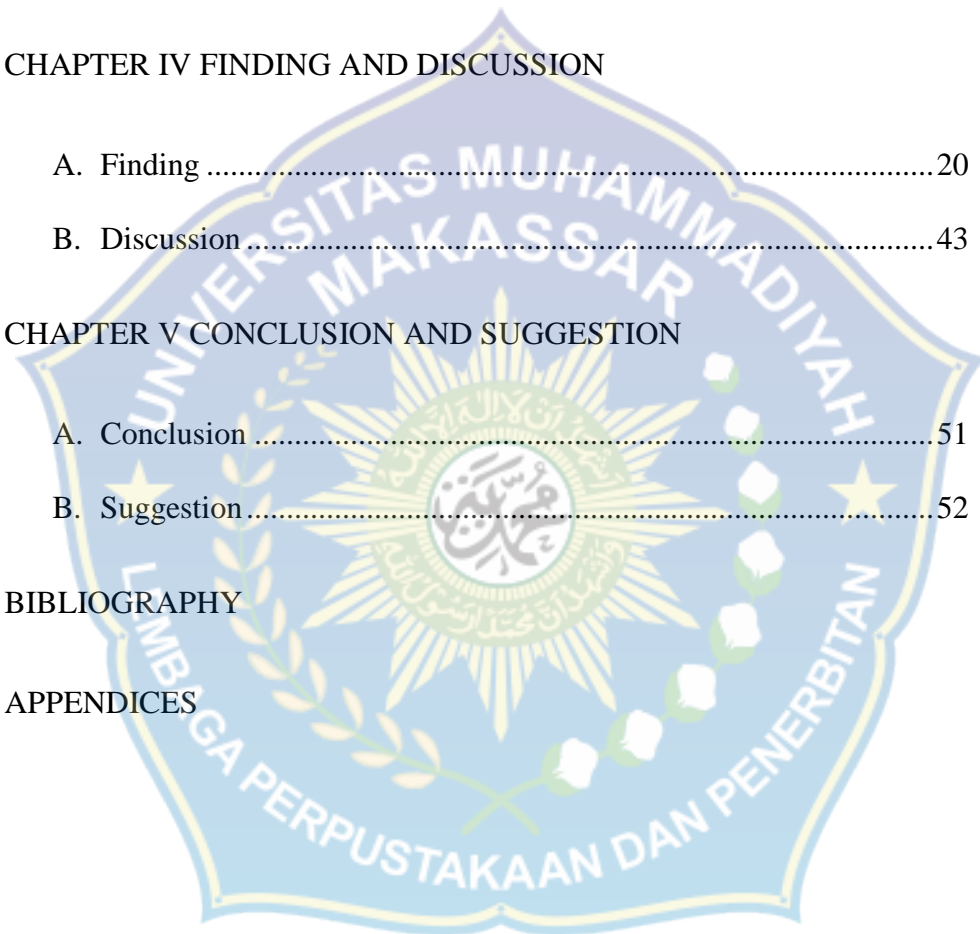 CHAPTER IV FINDING AND DISCUSSION
A. Finding ..........................................................................................20
B. Discussion .....................................................................................43
CHAPTER V CONCLUSION AND SUGGESTION
A. Conclusion ....................................................................................51
B. Suggestion .....................................................................................52
BIBLIOGRAPHY
APPENDICES
UNIVERSITAS MUHAMMADIYAH
MAKASSAR
LEMBAGA PERPUSTAKAAN DAN PENERBITAN